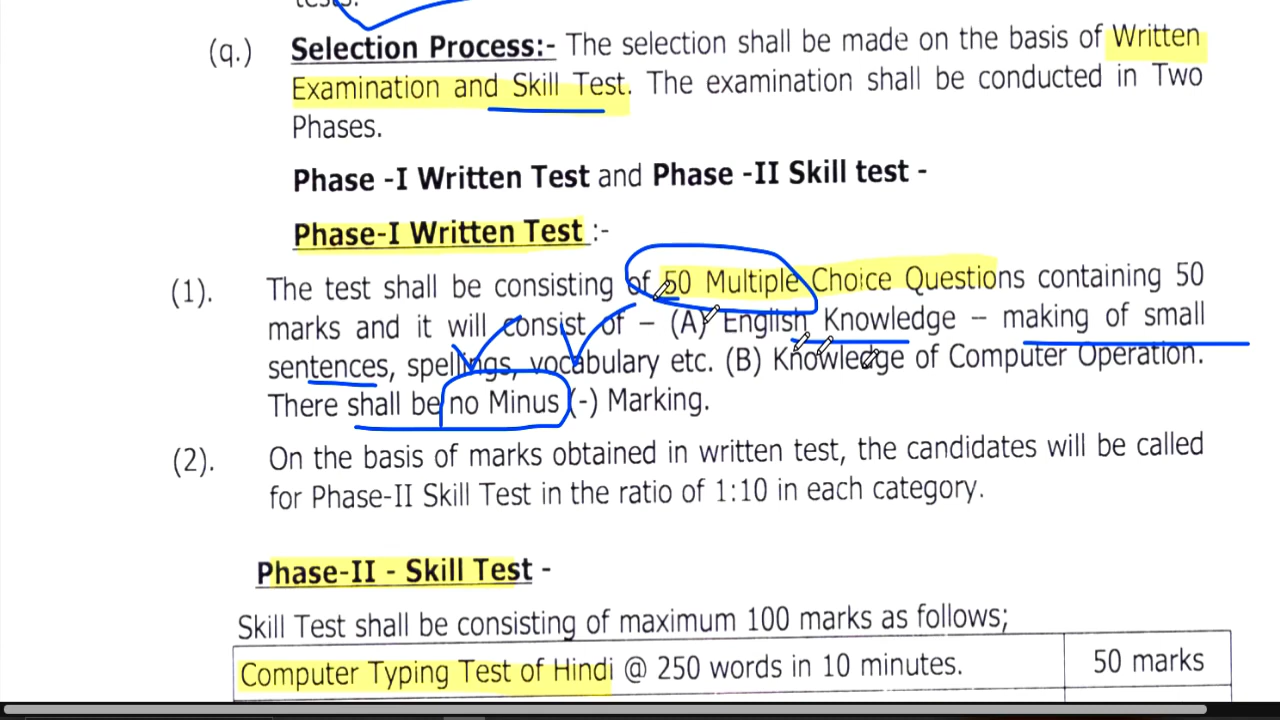 tests.
(q.) Selection Process:- The selection shall be made on the basis of Written
Examination and Skill Test. The examination shall be conducted in Two
Phases.
Phase -I Written Test and Phase -II Skill test -
Phase-I Written Test :-
(1). The test shall be consisting of 50 Multiple Choice Questions containing 50
marks and it will consist of – (A) English Knowledge – making of small
sentences, spellings, vocabulary etc. (B) Knowledge of Computer Operation.
There shall be no Minus (-) Marking.
(2). On the basis of marks obtained in written test, the candidates will be called
for Phase-II Skill Test in the ratio of 1:10 in each category.
Phase-II - Skill Test -
Skill Test shall be consisting of maximum 100 marks as follows;
Computer Typing Test of Hindi @ 250 words in 10 minutes. 50 marks